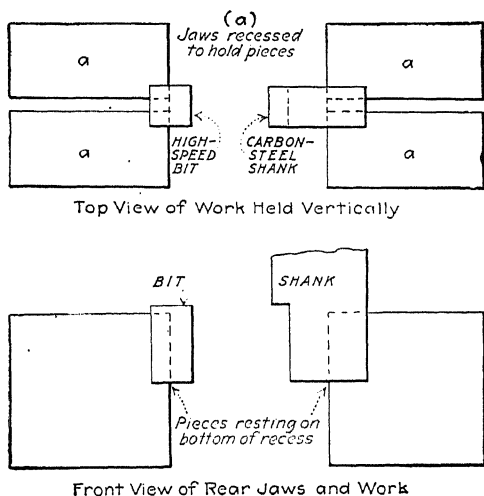 (a)
Jaws recessed
to hold pieces
a
a
HIGH-
SPEED
BIT
CARBON-
STEEL
SHANK
a
a
Top View of Work Held Vertically
BIT
SHANK
Pieces resting on
bottom of recess
Front View of Rear Jaws and Work